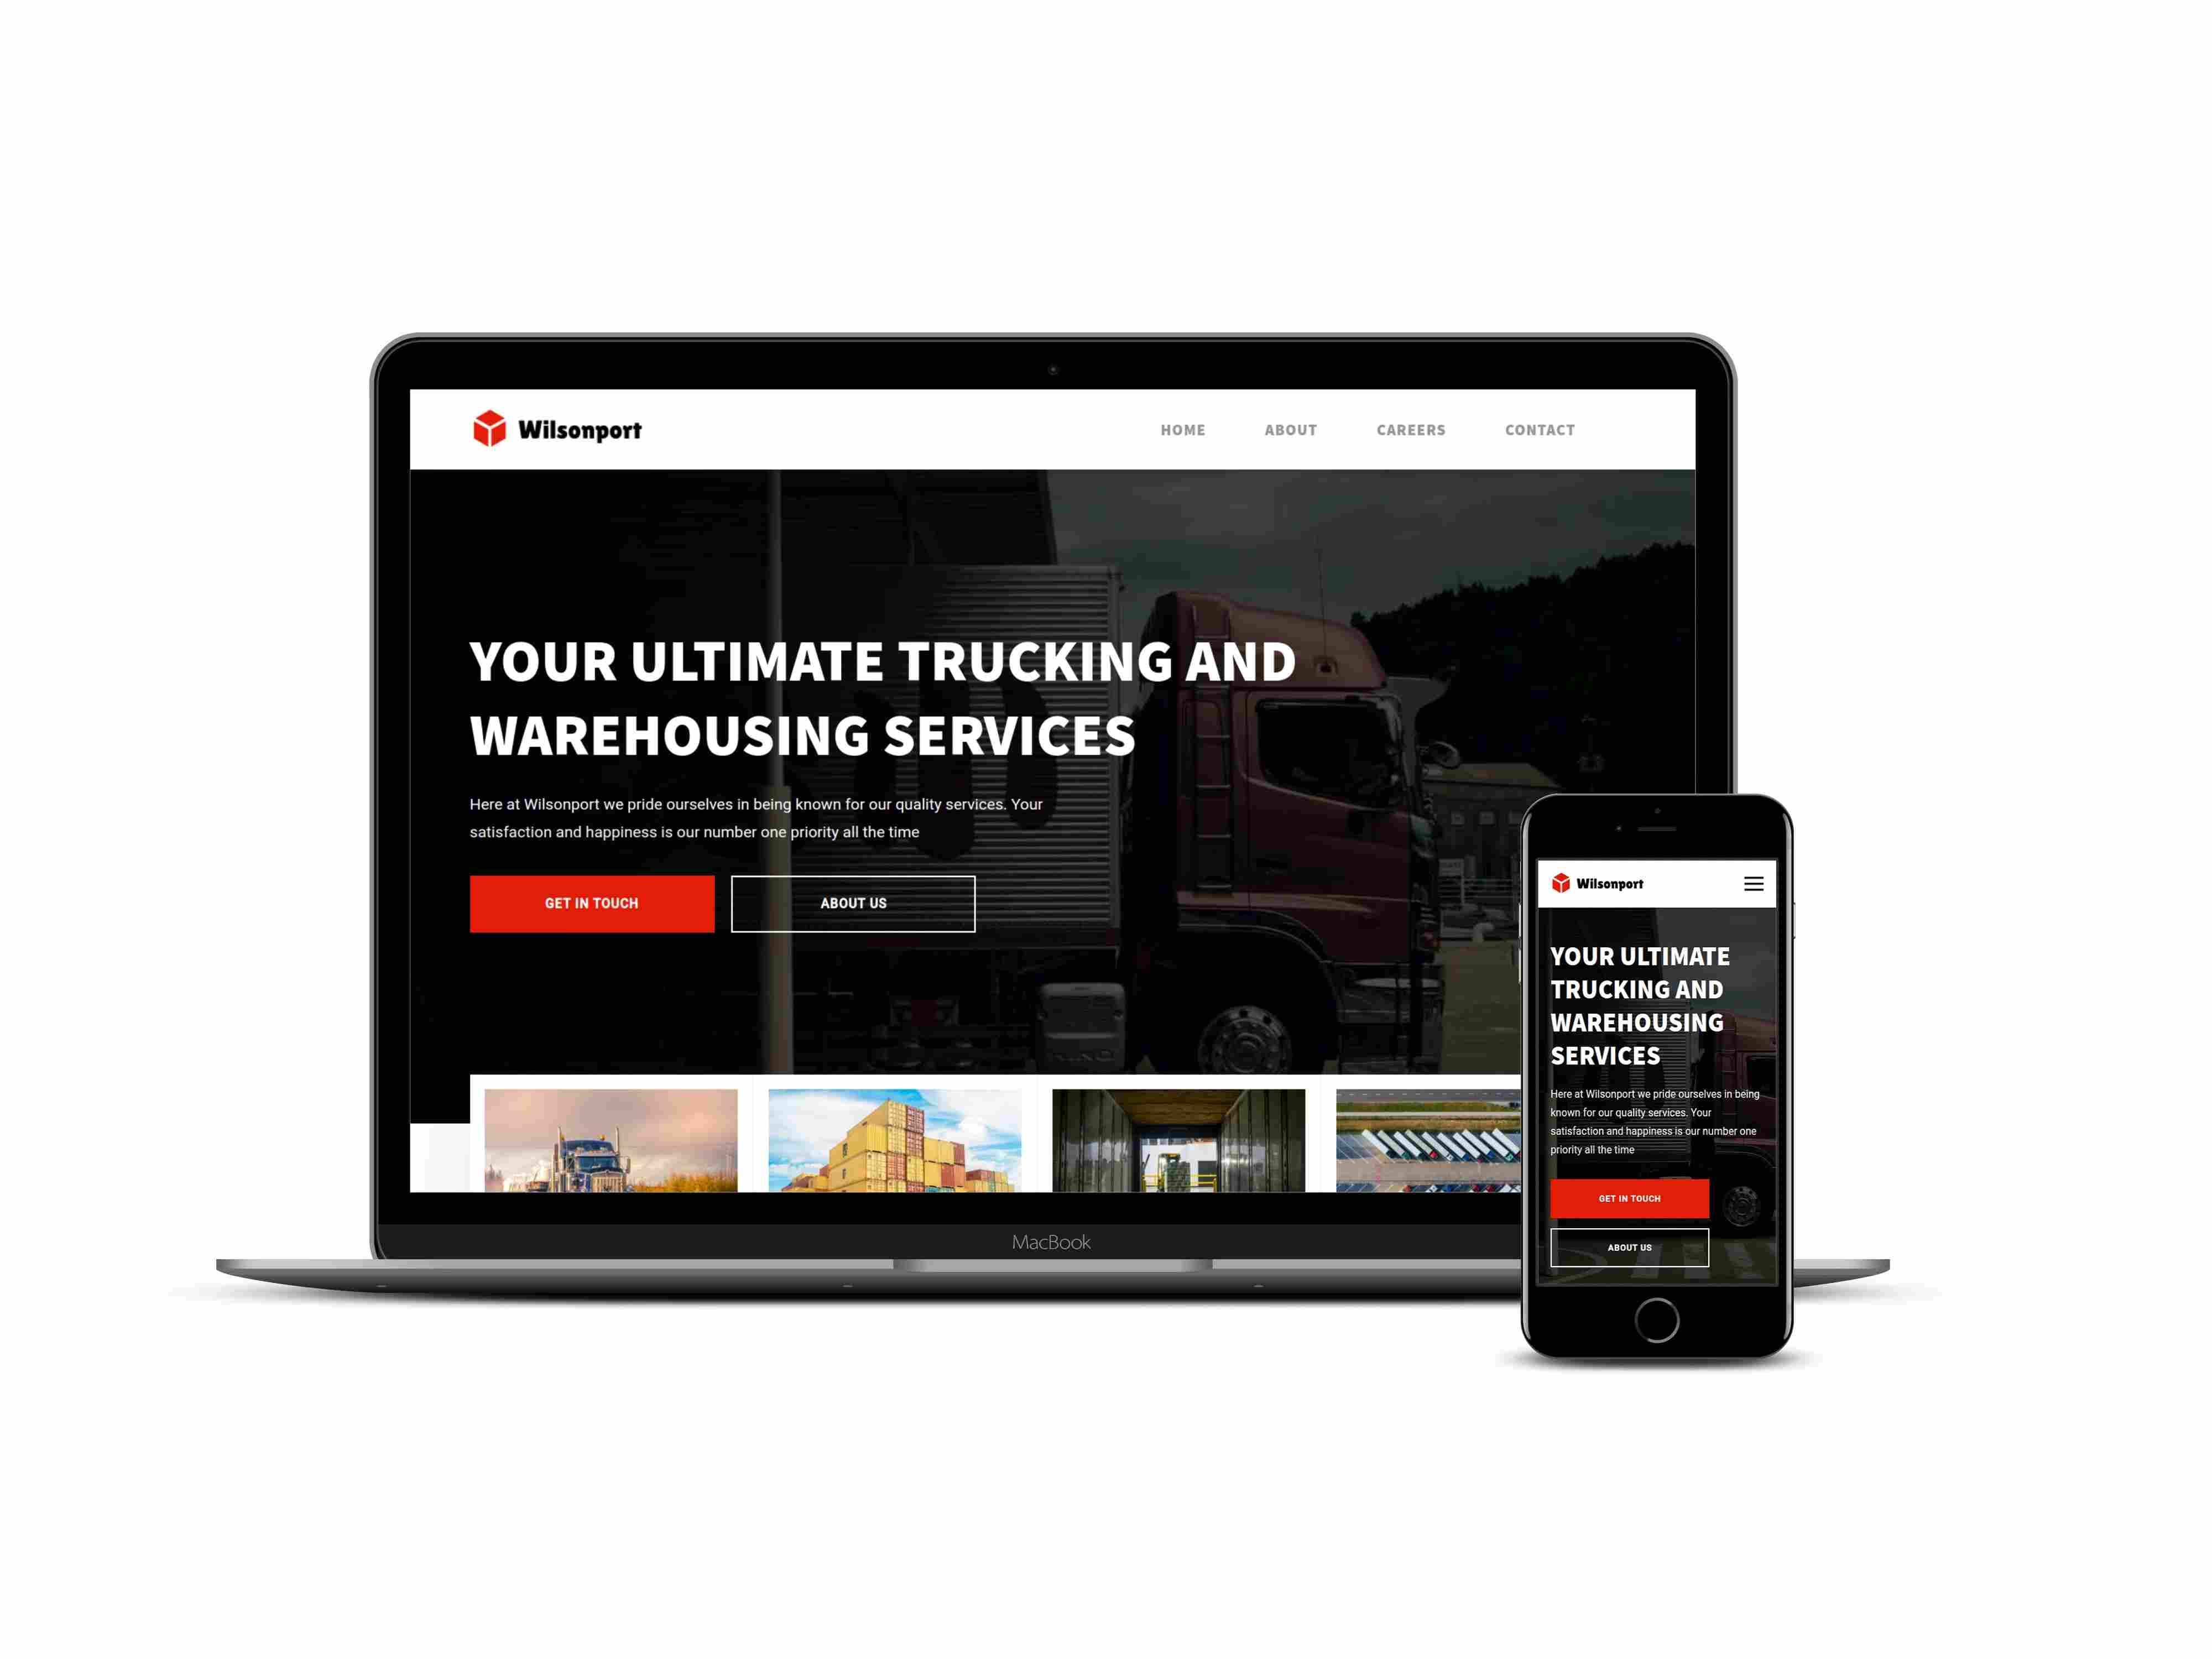 Wilsonport
HOME ABOUT CAREERS CONTACT
YOUR ULTIMATE TRUCKING AND
WAREHOUSING SERVICES
Here at Wilsonport we pride ourselves in being known for our quality services. Your
satisfaction and happiness is our number one priority all the time
GET IN TOUCH ABOUT US
MacBook
Wilsonport
YOUR ULTIMATE
TRUCKING AND
WAREHOUSING
SERVICES
Here at Wilsonport we pride ourselves in being
known for our quality services. Your
satisfaction and happiness is our number one
priority all the time
GET IN TOUCH
ABOUT US